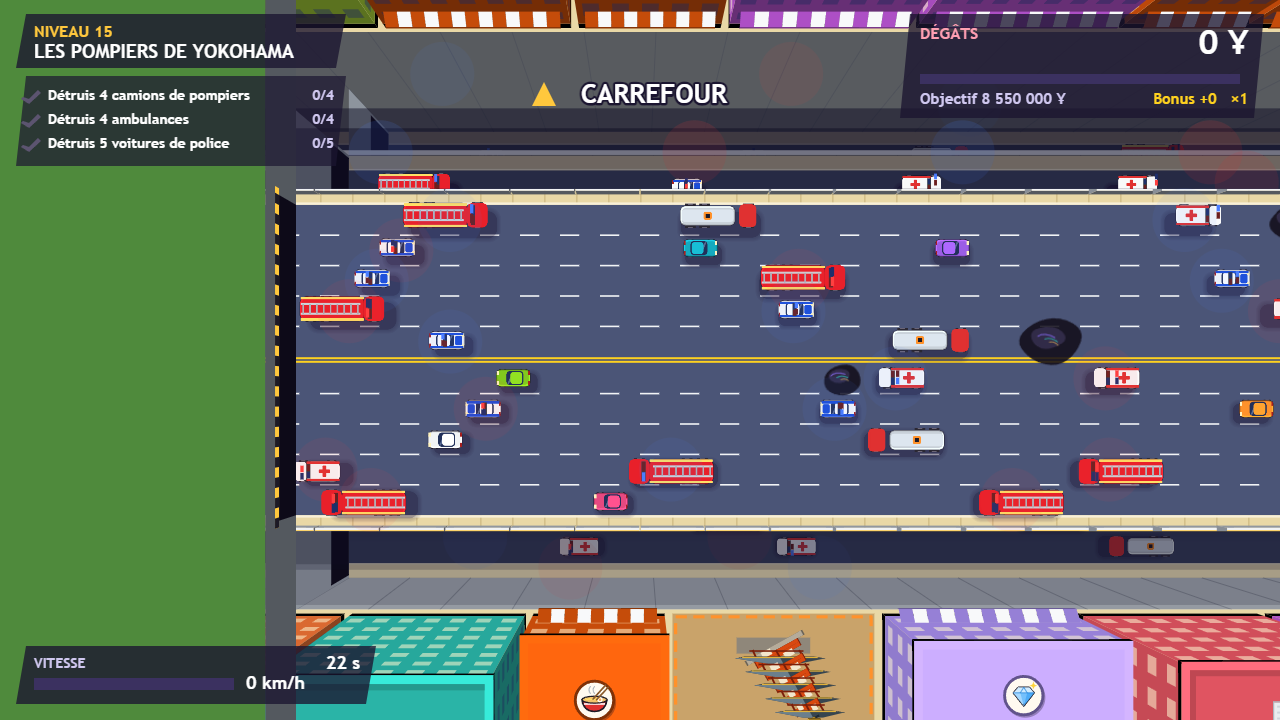 NIVEAU 15
LES POMPIERS DE YOKOHAMA
Détruis 4 camions de pompiers 0/4
Détruis 4 ambulances 0/4
Détruis 5 voitures de police 0/5
CARREFOUR
DÉGÂTS
0 ¥
Objectif 8 550 000 ¥ Bonus +0 ×1
VITESSE
22 s
0 km/h